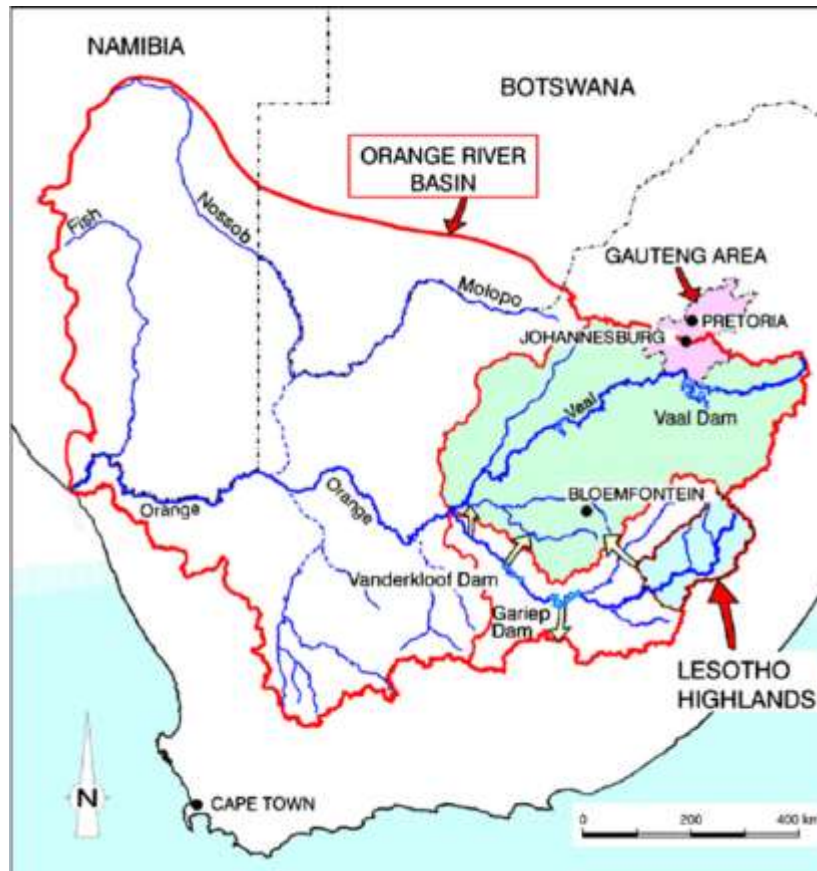 NAMIBIA
BOTSWANA
ORANGE RIVER
BASIN
Fish
Nossob
GAUTENG AREA
Molopo
PRETORIA
JOHANNESBURG
Vaal
Vaal Dam
BLOEMFONTEIN
Orange
Orange
Vanderkloof Dam
Gariep
Dam
LESOTHO
HIGHLANDS
N
CAPE TOWN
0 200 400 km